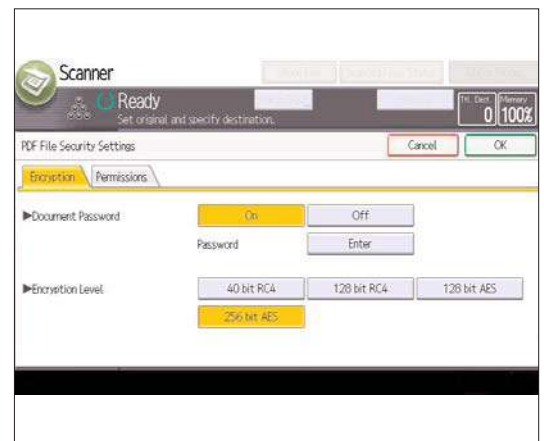 Scanner
Ready
Set original and specify destination.
Ttl. Dest. Memory
0 100%
PDF File Security Settings Cancel OK
Encryption Permissions
►Document Password On Off
Password Enter
►Encryption Level 40 bit RC4 128 bit RC4 128 bit AES
256 bit AES